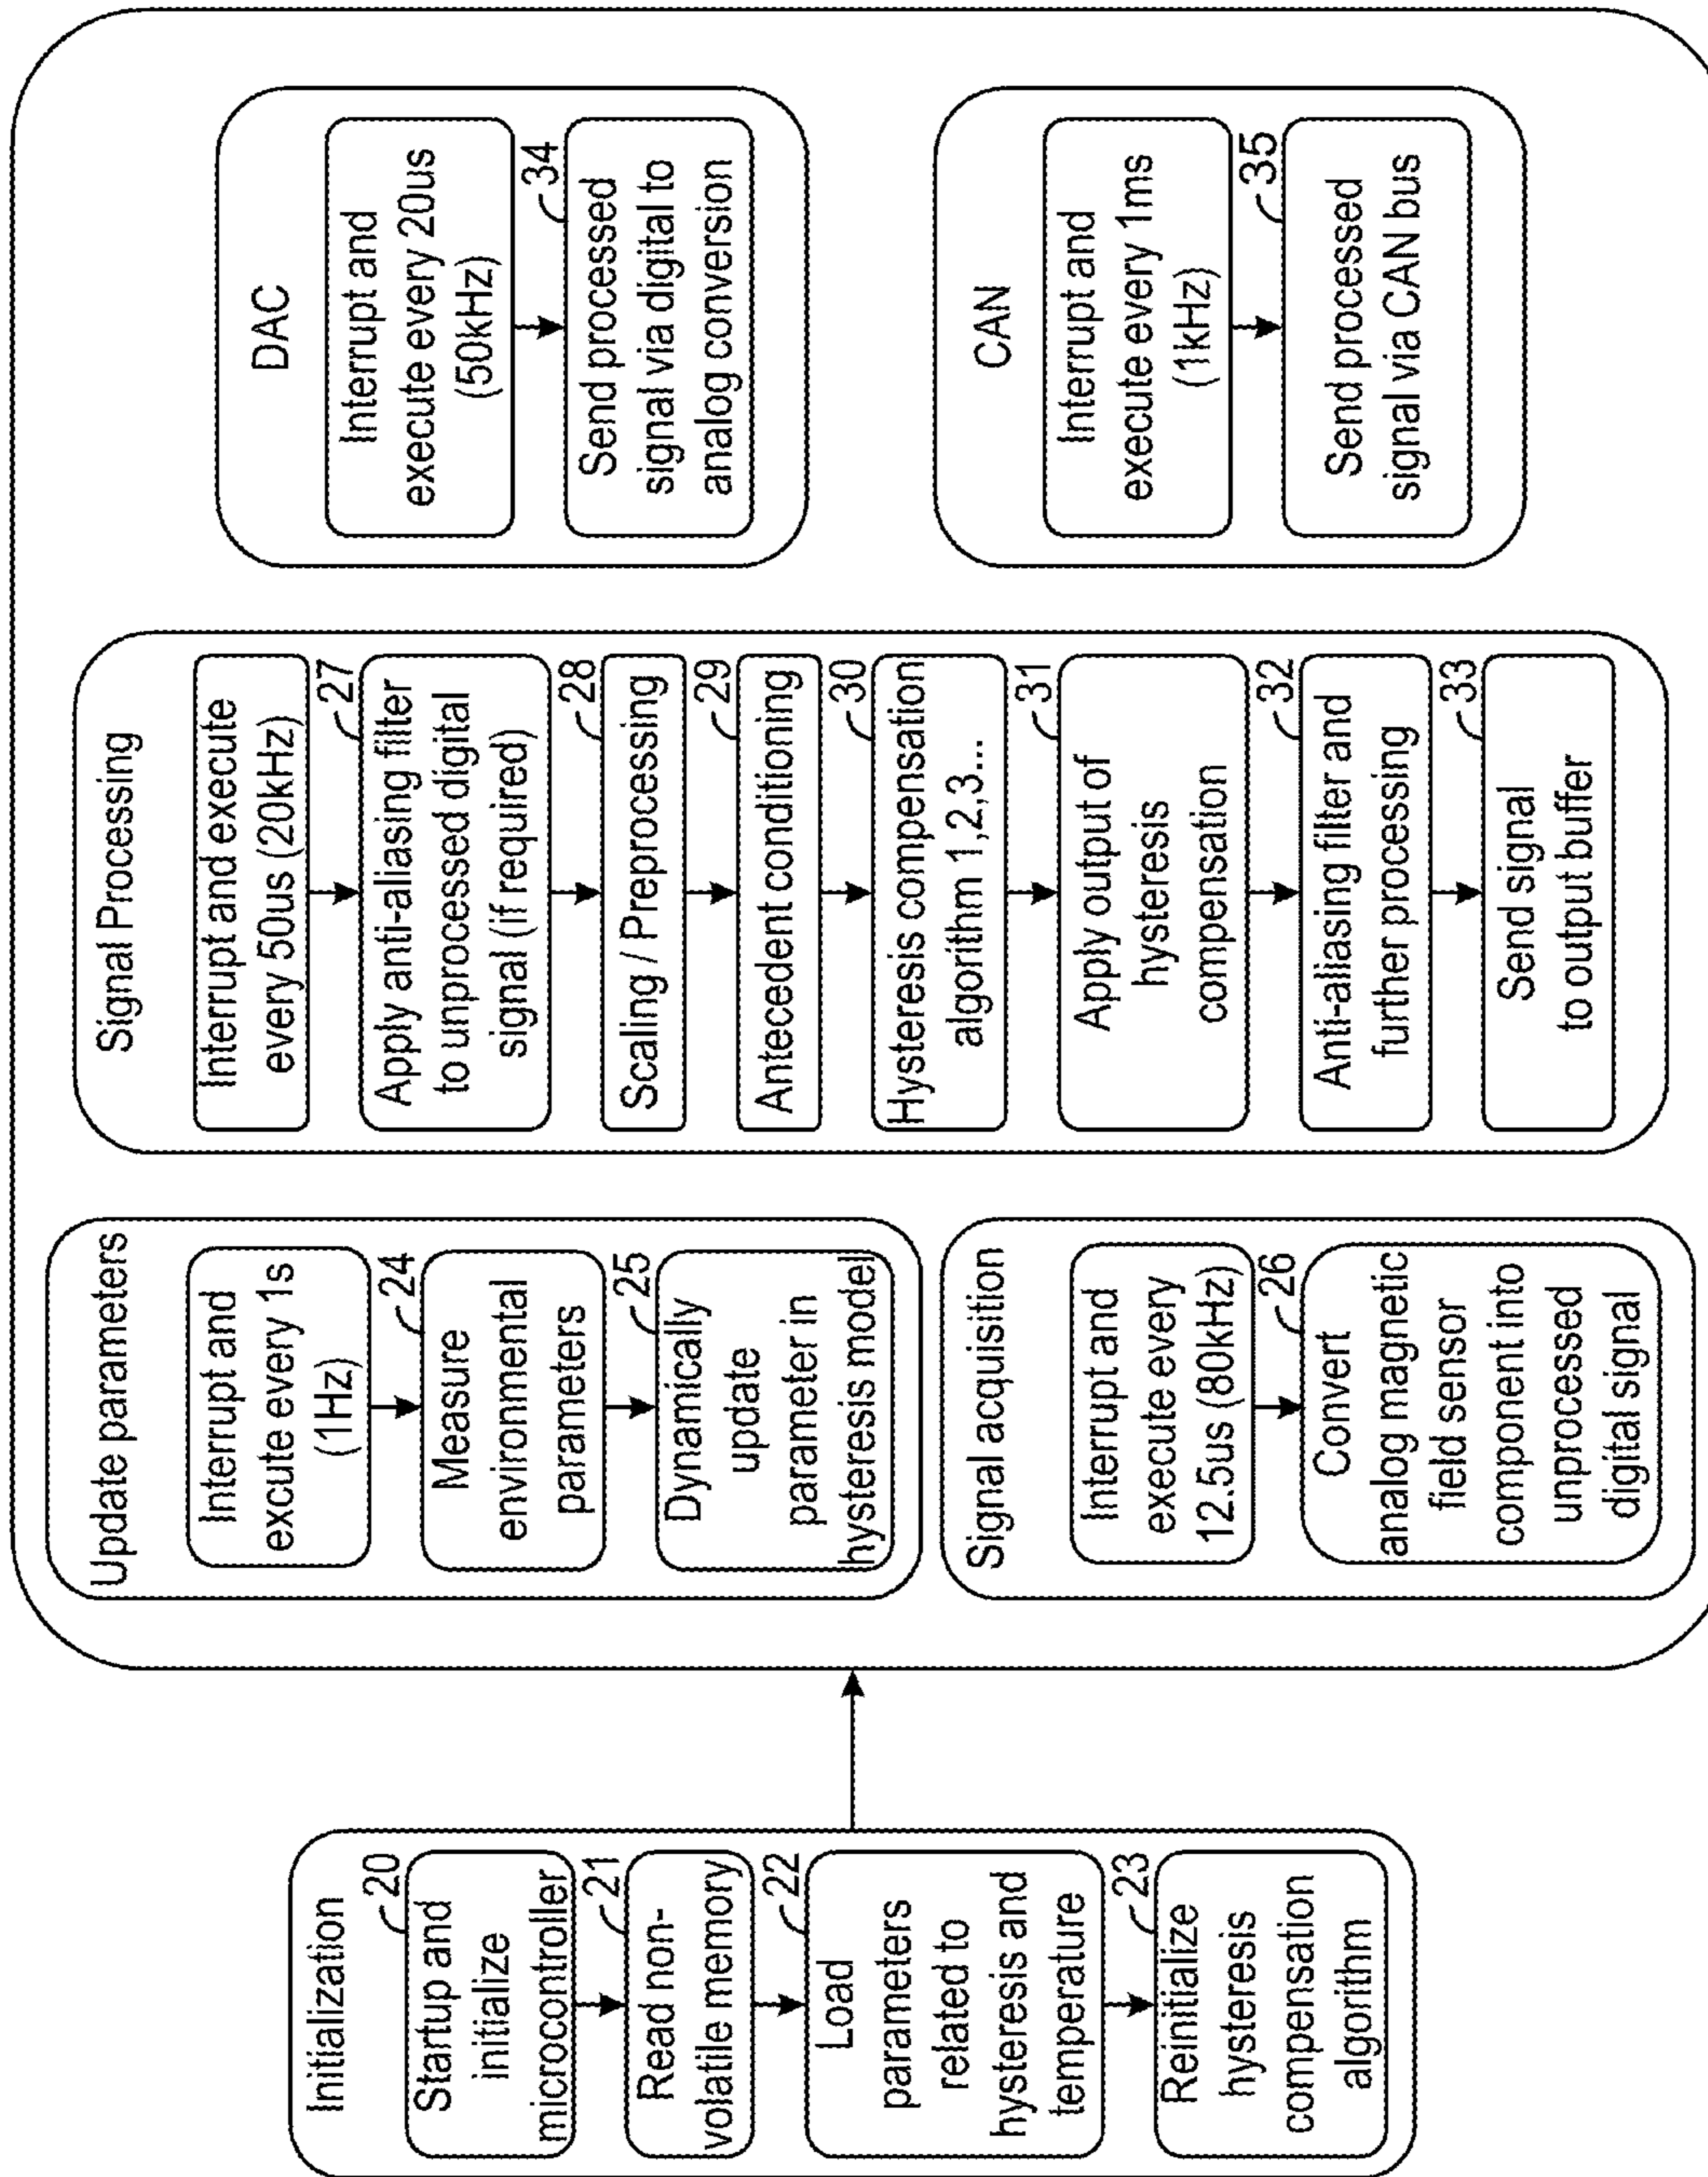 Initialization
20
Startup and
initialize
microcontroller
21
Read non-
volatile memory
22
Load
parameters
related to
hysteresis and
temperature
23
Reinitialize
hysteresis
compensation
algorithm
Update parameters
Interrupt and
excute every 1s
(1Hz)
24
Measure
environmental
parameters
25
Dynamically
update
parameter in
hysteresis model
Signal acquisition
Interrupt and
execute every
12.5us (80kHz)
26
Convert
analog magnetic
field sensor
component into
unprocessed
digital signal
Signal Processing
Interrupt and execute
every 50us (20kHz)
27
Apply anti-aliasing filter
to unprocessed digital
signal (if required)
28
Scaling / Preprocessing
29
Antecedent conditioning
30
Hysteresis compensation
algorithm 1,2,3...
31
Apply output of
hysteresis
compensation
32
Anti-aliasing filter and
further processing
33
Send signal
to output buffer
DAC
Interrupt and
execute every 20us
(50kHz)
34
Send processed
signal via digital to
analog conversion
CAN
Interrupt and
execute every 1ms
(1kHz)
35
Send processed
signal via CAN bus